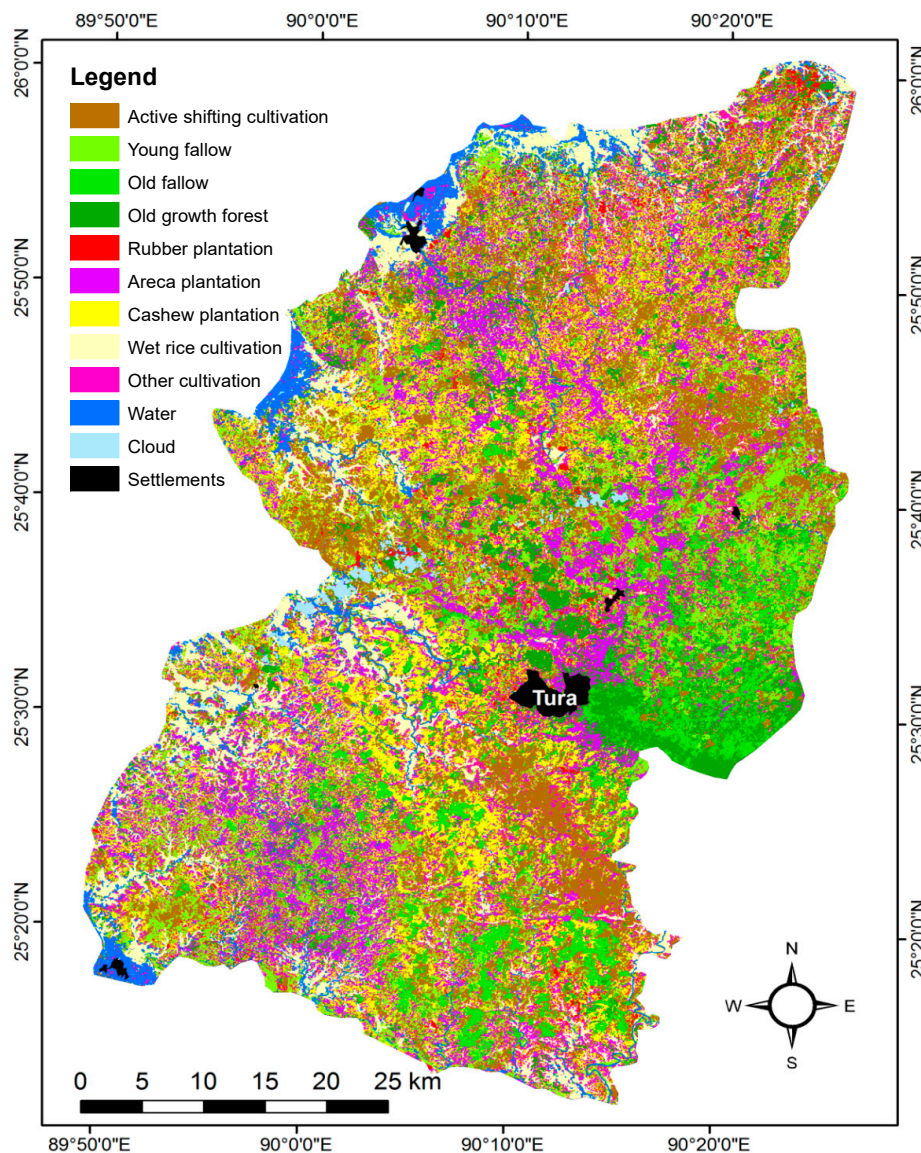 89°50'0"E 90°0'0"E 90°10'0"E 90°20'0"E
26°0'0"N
25°50'0"N
25°40'0"N
25°30'0"N
25°20'0"N
Legend
Active shifting cultivation
Young fallow
Old fallow
Old growth forest
Rubber plantation
Areca plantation
Cashew plantation
Wet rice cultivation
Other cultivation
Water
Cloud
Settlements
Tura
26°0'0"N
25°50'0"N
25°40'0"N
25°30'0"N
25°20'0"N
N
W E
S
0 5 10 15 20 25 km
89°50'0"E 90°0'0"E 90°10'0"E 90°20'0"E